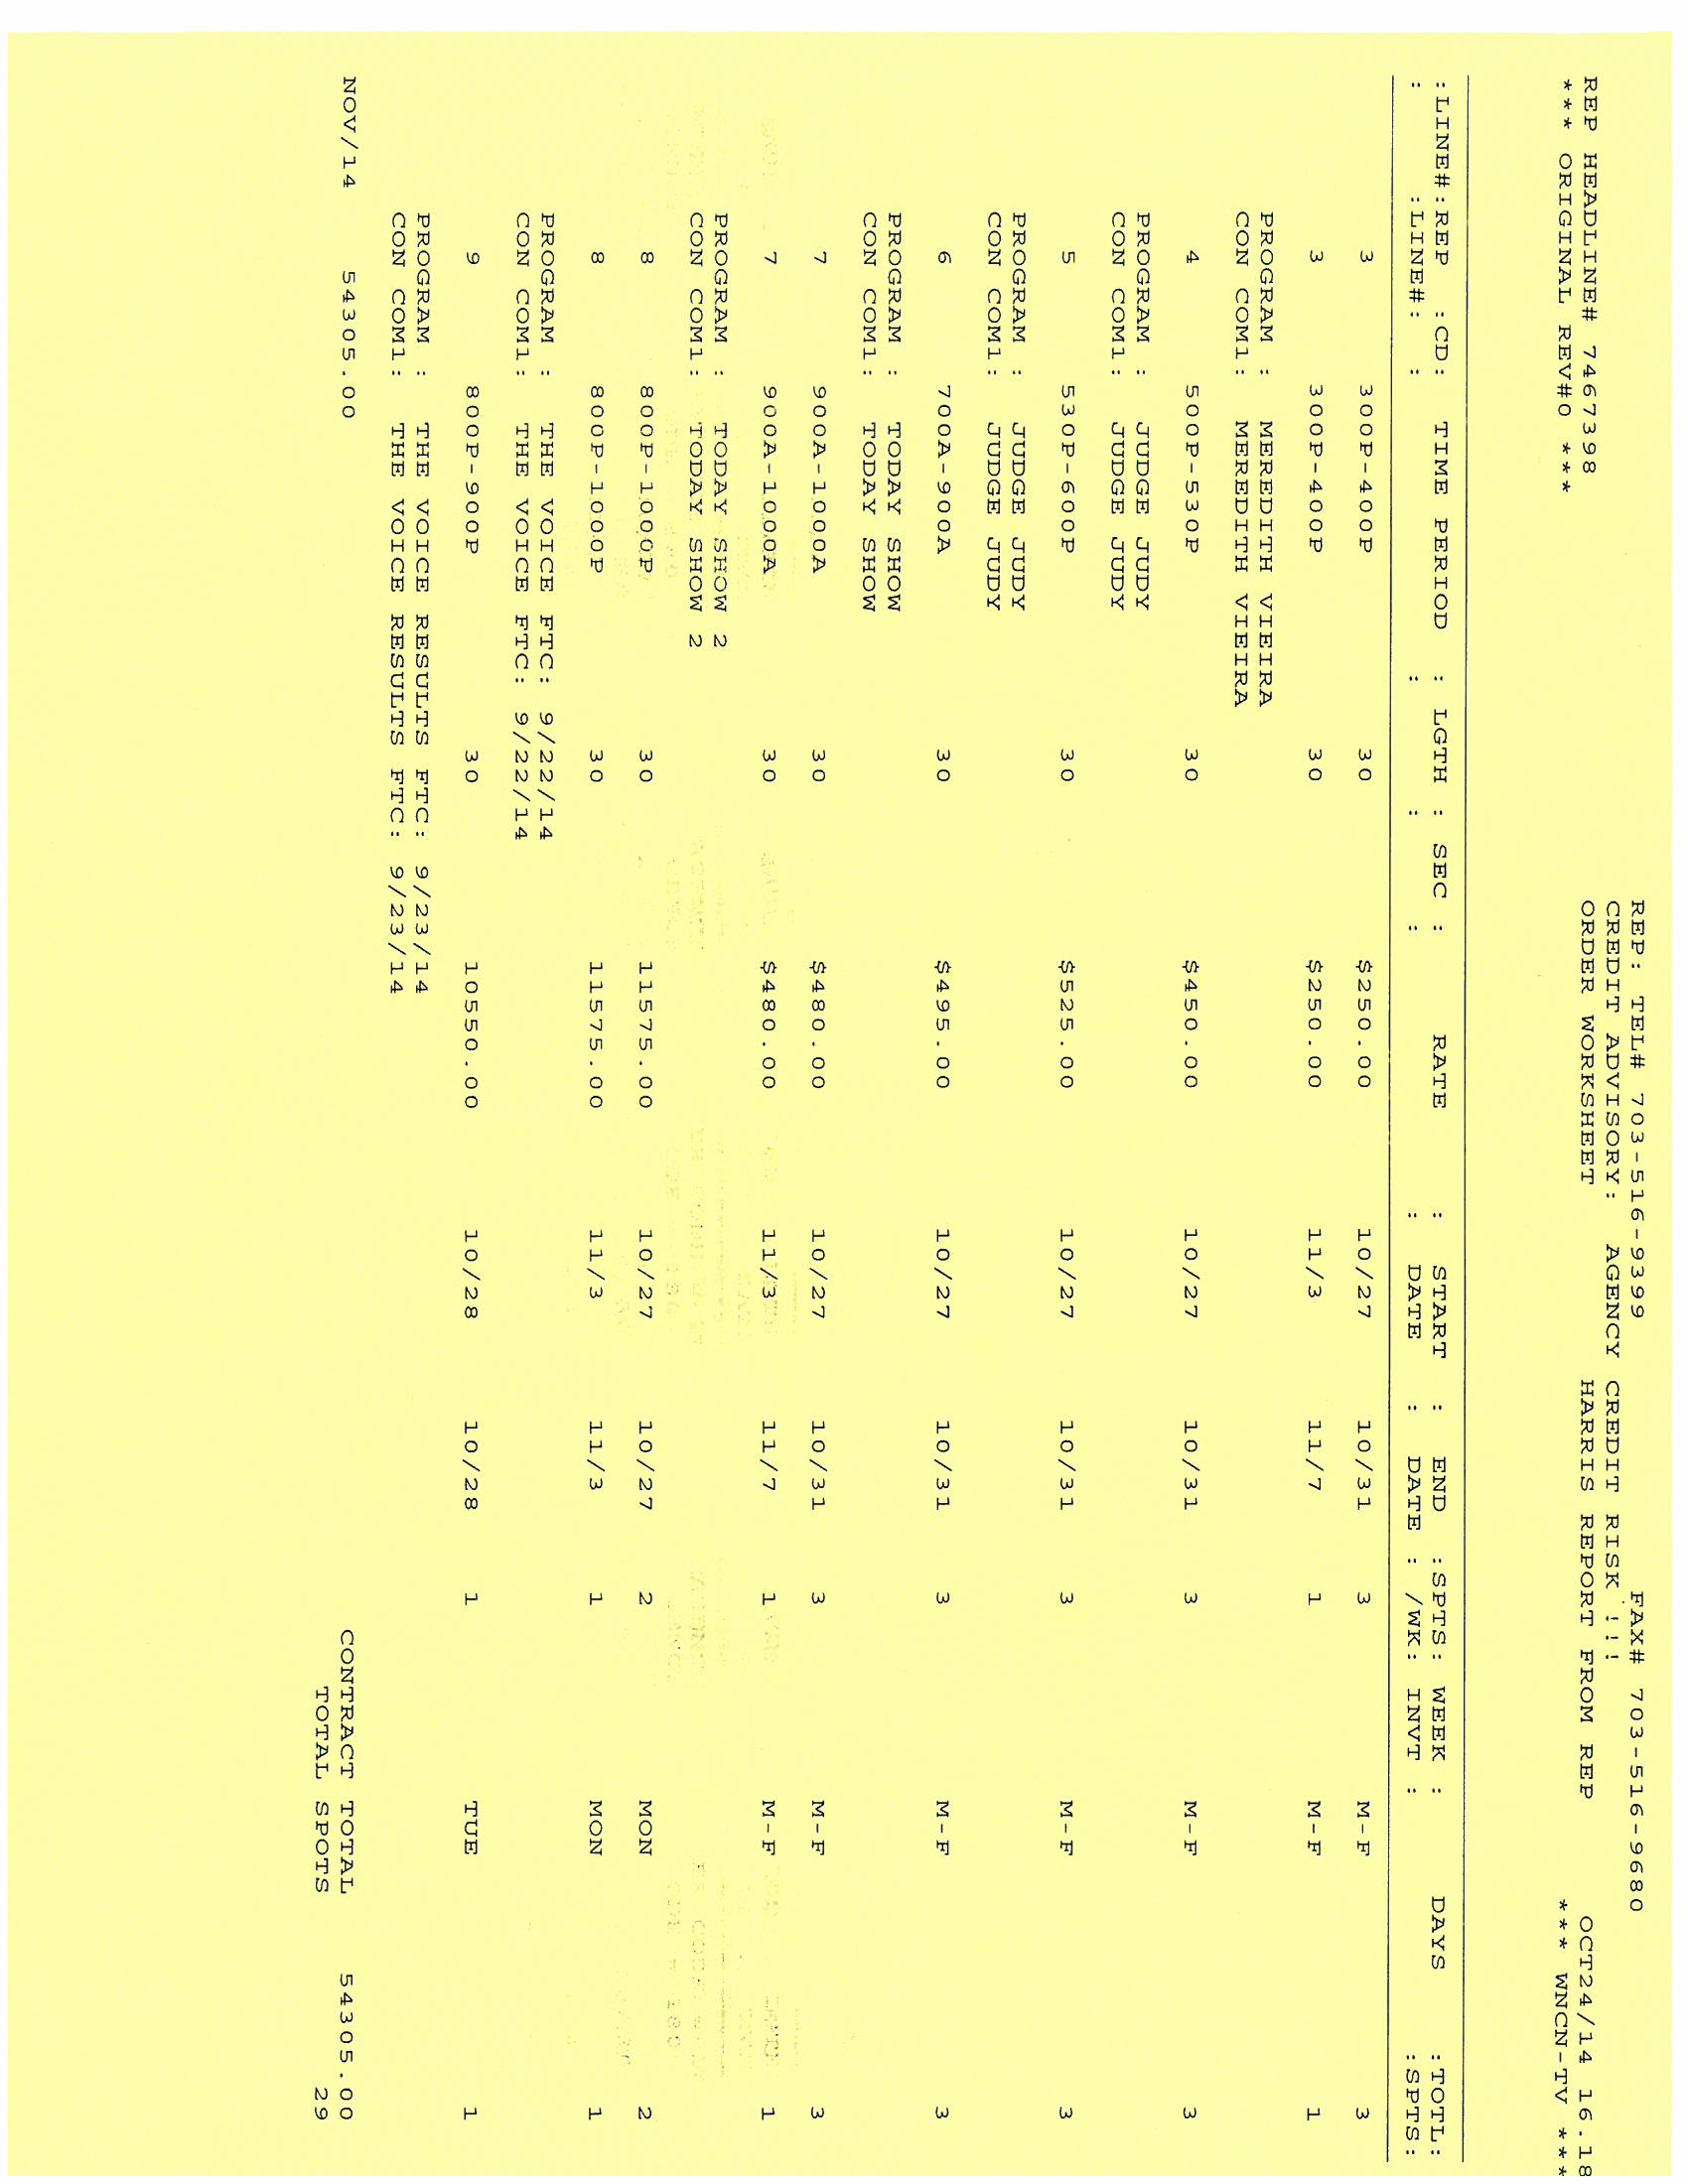 REP: TEL# 703-516-9399 FAX# 703-516-9680
CREDIT ADVISORY: AGENCY CREDIT RISK !!!
REP HEADLINE# 7467398 ORDER WORKSHEET HARRIS REPORT FROM REP OCT24/14 16.18
*** ORIGINAL REV#0 *** *** WNCN-TV ***
:LINE#:REP :CD: TIME PERIOD : LGTH : SEC : RATE : START : END :SPTS: WEEK : DAYS :TOTL:
: :LINE#: : : : : : DATE : DATE : /WK: INVT : :SPTS:
3 300P-400P 30 $250.00 10/27 10/31 3 M-F 3
3 300P-400P 30 $250.00 11/3 11/7 1 M-F 1
PROGRAM : MEREDITH VIEIRA
CON COM1: MEREDITH VIEIRA
4 500P-530P 30 $450.00 10/27 10/31 3 M-F 3
PROGRAM : JUDGE JUDY
CON COM1: JUDGE JUDY
5 530P-600P 30 $525.00 10/27 10/31 3 M-F 3
PROGRAM : JUDGE JUDY
CON COM1: JUDGE JUDY
6 700A-900A 30 $495.00 10/27 10/31 3 M-F 3
PROGRAM : TODAY SHOW
CON COM1: TODAY SHOW
7 900A-1000A 30 $480.00 10/27 10/31 3 M-F 3
7 900A-1000A 30 $480.00 11/3 11/7 1 M-F 1
PROGRAM : TODAY SHOW 2
CON COM1: TODAY SHOW 2
8 800P-1000P 30 11575.00 10/27 10/27 2 MON 2
8 800P-1000P 30 11575.00 11/3 11/3 1 MON 1
PROGRAM : THE VOICE FTC: 9/22/14
CON COM1: THE VOICE FTC: 9/22/14
9 800P-900P 30 10550.00 10/28 10/28 1 TUE 1
PROGRAM : THE VOICE RESULTS FTC: 9/23/14
CON COM1: THE VOICE RESULTS FTC: 9/23/14
NOV/14 54305.00 CONTRACT TOTAL 54305.00
TOTAL SPOTS 29